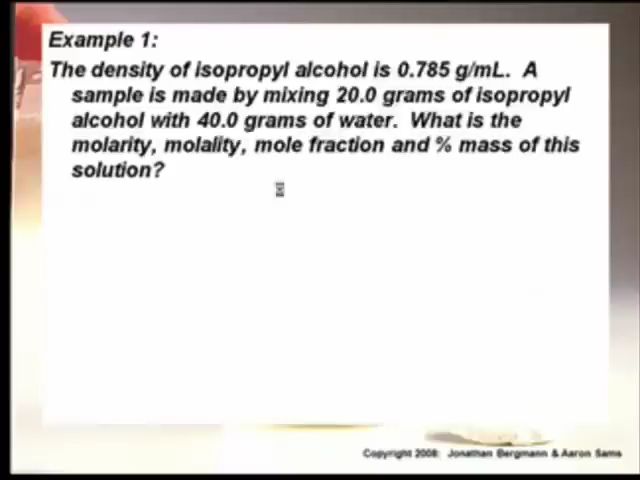 Example 1:
The density of isopropyl alcohol is 0.785 g/mL. A
sample is made by mixing 20.0 grams of isopropyl
alcohol with 40.0 grams of water. What is the
molarity, molality, mole fraction and % mass of this
solution?
Copyright 2008: Jonathan Bergmann & Aaron Sams